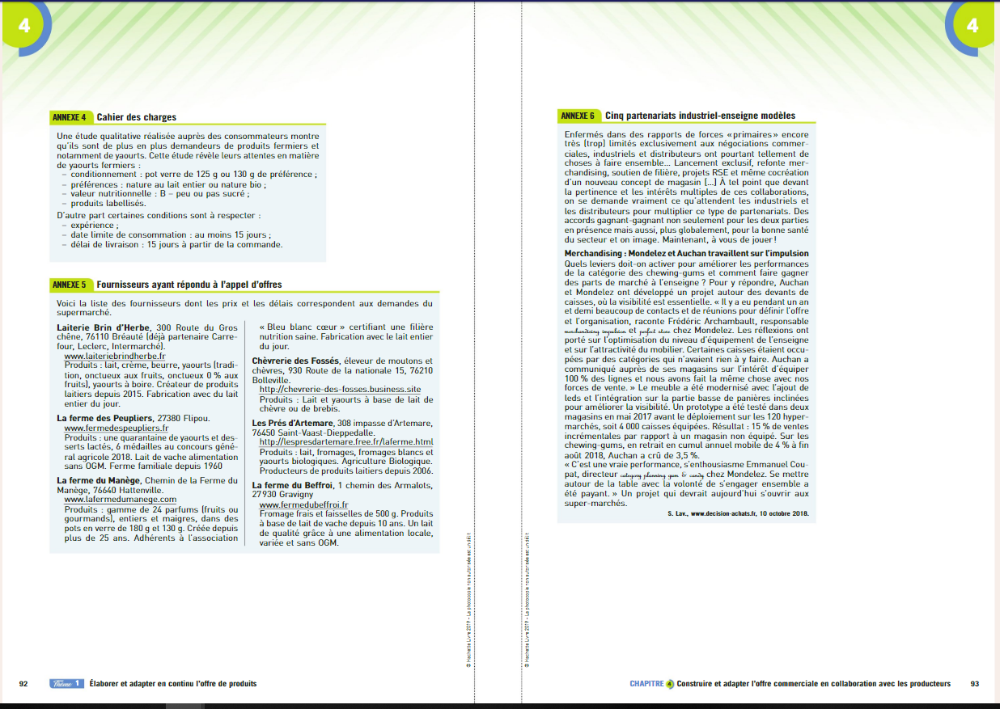 4
ANNEXE 4 Cahier des charges
Une étude qualitative réalisée auprès des consommateurs montre
qu'ils sont de plus en plus demandeurs de produits fermiers et
notamment de yaourts. Cette étude révèle leurs attentes en matière
de yaourts fermiers :
– conditionnement : pot verre de 125 g ou 130 g de préférence ;
– préférences : nature au lait entier ou nature bio ;
– valeur nutritionnelle : B – peu ou pas sucré ;
– produits labellisés.
D'autre part certaines conditions sont à respecter :
– expérience ;
– date limite de consommation : au moins 15 jours ;
– délai de livraison : 15 jours à partir de la commande.
ANNEXE 5 Fournisseurs ayant répondu à l'appel d'offres
Voici la liste des fournisseurs dont les prix et les délais correspondent aux demandes du
supermarché.
Laiterie Brin d'Herbe, 300 Route du Gros
chêne, 76110 Bréauté (déjà partenaire Carre-
four, Leclerc, Intermarché).
www.laiteriebrindherbe.fr
Produits : lait, crème, beurre, yaourts (tradi-
tion, onctueux aux fruits, onctueux 0 % aux
fruits), yaourts à boire. Créateur de produits
laitiers depuis 2015. Fabrication avec du lait
entier du jour.
La ferme des Peupliers, 27380 Flipou.
www.fermedespeupliers.fr
Produits : une quarantaine de yaourts et des-
serts lactés, 6 médailles au concours géné-
ral agricole 2018. Lait de vache alimentation
sans OGM. Ferme familiale depuis 1960
La ferme du Manège, Chemin de la Ferme du
Manège, 76640 Hattenville.
www.lafermedumanege.com
Produits : gamme de 24 parfums (fruits ou
gourmands), entiers et maigres, dans des
pots en verre de 180 g et 130 g. Créée depuis
plus de 25 ans. Adhérents à l'association
« Bleu blanc cœur » certifiant une filière
nutrition saine. Fabrication avec le lait entier
du jour.
Chèvrerie des Fossés, éleveur de moutons et
chèvres, 930 Route de la nationale 15, 76210
Bolleville.
http://chevrerie-des-fosses.business.site
Produits : Lait et yaourts à base de lait de
chèvre ou de brebis.
Les Prés d'Artemare, 308 impasse d'Artemare,
76450 Saint-Vaast-Dieppedalle.
http://lespresdartemare.free.fr/laferme.html
Produits : lait, fromages, fromages blancs et
yaourts biologiques. Agriculture Biologique.
Producteurs de produits laitiers depuis 2006.
La ferme du Beffroi, 1 chemin des Armalots,
27930 Gravigny
www.fermedubeffroi.fr
Fromage frais et faisselles de 500 g. Produits
à base de lait de vache depuis 10 ans. Un lait
de qualité grâce à une alimentation locale,
variée et sans OGM.
© Hachette Livre 2019 - La photocopie non autorisée est un délit
92 Thème 1 Élaborer et adapter en continu l'offre de produits
4
ANNEXE 6 Cinq partenariats industriel-enseigne modèles
Enfermés dans des rapports de forces « primaires » encore
très (trop) limités exclusivement aux négociations commer-
ciales, industriels et distributeurs ont pourtant tellement de
choses à faire ensemble... Lancement exclusif, refonte mer-
chandising, soutien de filière, projets RSE et même cocréation
d'un nouveau concept de magasin [...] À tel point que devant
la pertinence et les intérêts multiples de ces collaborations,
on se demande vraiment ce qu'attendent les industriels et
les distributeurs pour multiplier ce type de partenariats. Des
accords gagnant-gagnant non seulement pour les deux parties
en présence mais aussi, plus globalement, pour la bonne santé
du secteur et on image. Maintenant, à vous de jouer !
Merchandising : Mondelez et Auchan travaillent sur l'impulsion
Quels leviers doit-on activer pour améliorer les performances
de la catégorie des chewing-gums et comment faire gagner
des parts de marché à l'enseigne ? Pour y répondre, Auchan
et Mondelez ont développé un projet autour des devants de
caisses, où la visibilité est essentielle. « Il y a eu pendant un an
et demi beaucoup de contacts et de réunions pour définir l'offre
et l'organisation, raconte Frédéric Archambault, responsable
merchandising impulsion et perfect store chez Mondelez. Les réflexions ont
porté sur l'optimisation du niveau d'équipement de l'enseigne
et sur l'attractivité du mobilier. Certaines caisses étaient occu-
pées par des catégories qui n'avaient rien à y faire. Auchan a
communiqué auprès de ses magasins sur l'intérêt d'équiper
100 % des lignes et nous avons fait la même chose avec nos
forces de vente. » Le meuble a été modernisé avec l'ajout de
leds et l'intégration sur la partie basse de panières inclinées
pour améliorer la visibilité. Un prototype a été testé dans deux
magasins en mai 2017 avant le déploiement sur les 120 hyper-
marchés, soit 4 000 caisses équipées. Résultat : 15 % de ventes
incrémentales par rapport à un magasin non équipé. Sur les
chewing-gums, en retrait en cumul annuel mobile de 4 % à fin
août 2018, Auchan a crû de 3,5 %.
« C'est une vraie performance, s'enthousiasme Emmanuel Cou-
pat, directeur category planning gum & candy chez Mondelez. Se mettre
autour de la table avec la volonté de s'engager ensemble a
été payant. » Un projet qui devrait aujourd'hui s'ouvrir aux
super-marchés.
S. Lav., www.decision-achats.fr, 10 octobre 2018.
© Hachette Livre 2019 - La photocopie non autorisée est un délit
CHAPITRE 4 Construire et adapter l'offre commerciale en collaboration avec les producteurs 93